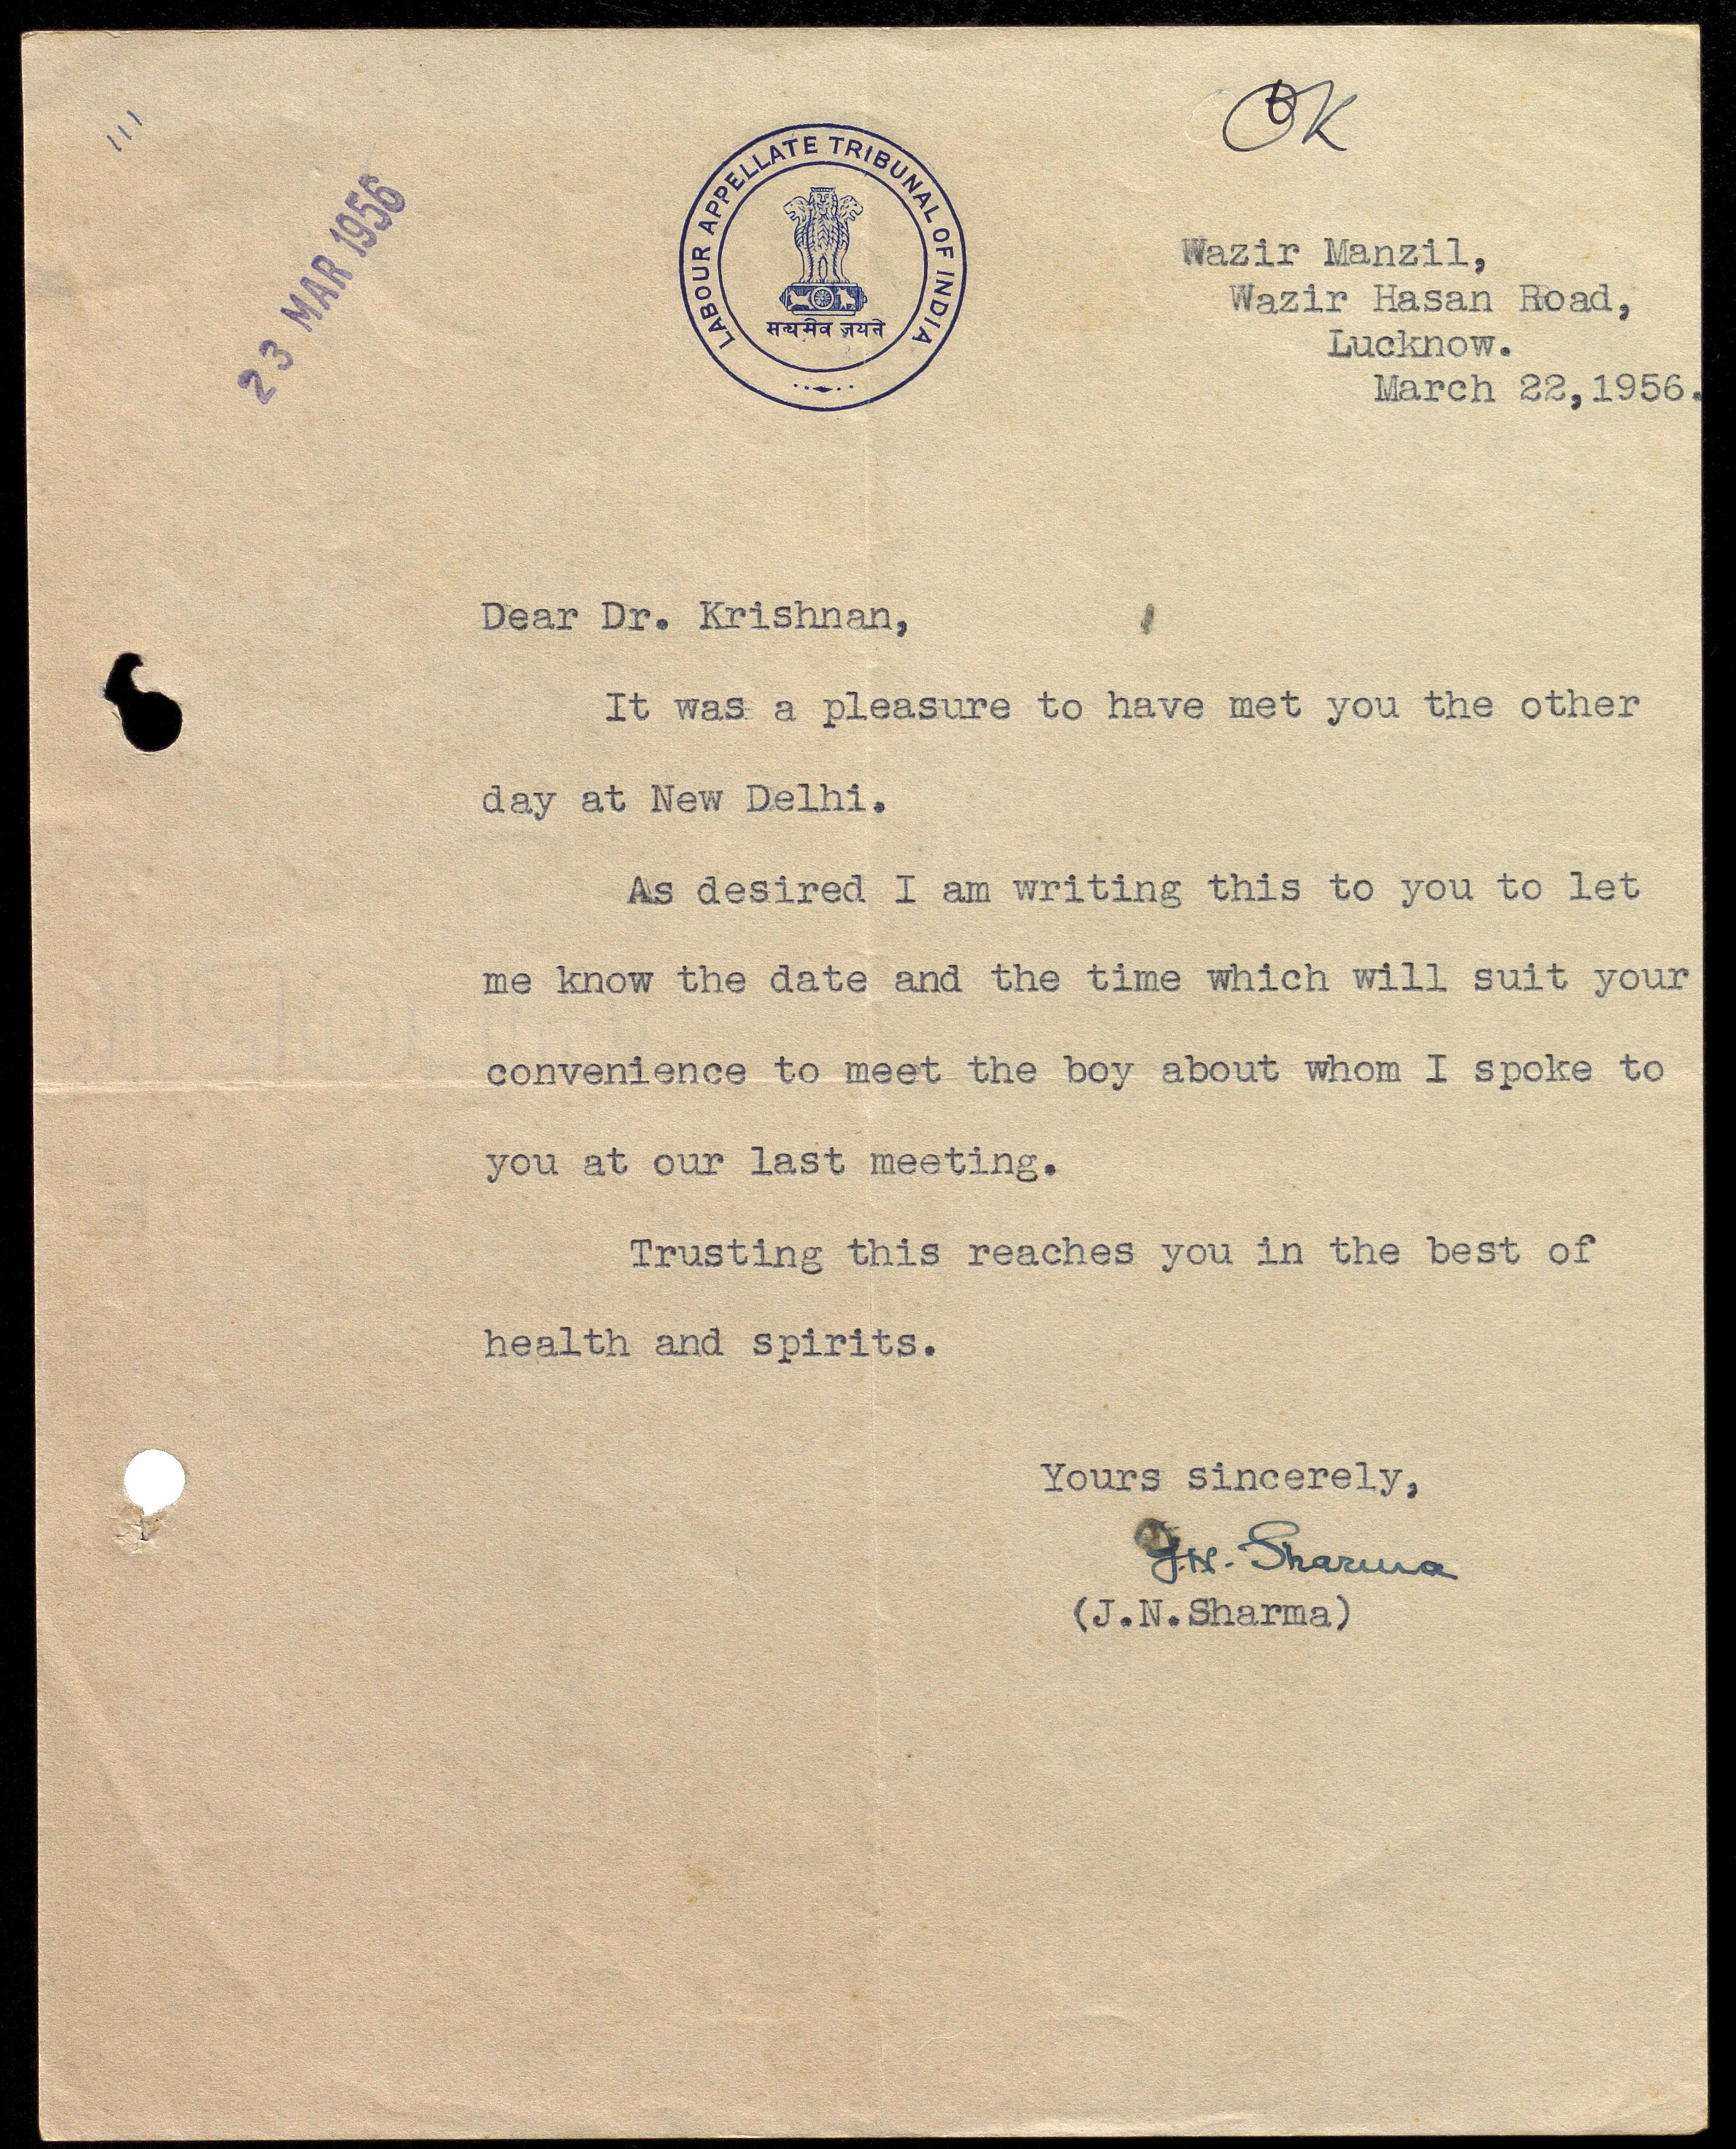 111
OK
23 MAR 1956
LABOUR APPELLATE TRIBUNAL OF INDIA
सत्यमेव जयते
Wazir Manzil,
Wazir Hasan Road,
Lucknow.
March 22,1956.
Dear Dr. Krishnan,
It was a pleasure to have met you the other
day at New Delhi.
As desired I am writing this to you to let
me know the date and the time which will suit your
convenience to meet the boy about whom I spoke to
you at our last meeting.
Trusting this reaches you in the best of
health and spirits.
Yours sincerely,
J.N. Sharma
(J.N.Sharma)